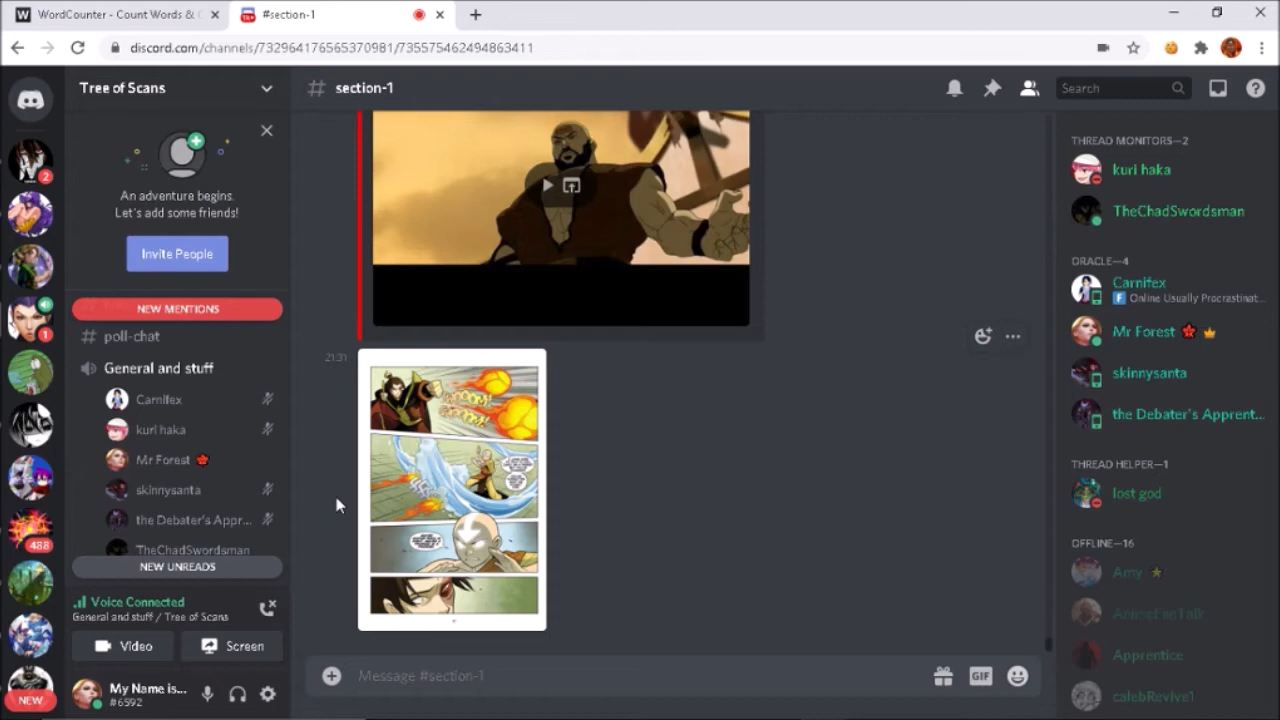 WordCounter - Count Words &
#section-1
discord.com/channels/732964176565370981/735575462494863411
Tree of Scans
An adventure begins.
Let's add some friends!
Invite People
NEW MENTIONS
poll-chat
General and stuff
Carnifex
kuri haka
Mr Forest
skinnysanta
the Debater's Appr...
TheChadSwordsman
NEW UNREADS
Voice Connected
General and stuff / Tree of Scans
Video
Screen
My Name is...
#6592
2
1
488
NEW
# section-1
Search
21:31
Message #section-1
GIF
THREAD MONITORS—2
kuri haka
TheChadSwordsman
ORACLE—4
Carnifex
Online Usually Procrastinat...
Mr Forest
skinnysanta
the Debater's Apprent...
THREAD HELPER—1
lost god
OFFLINE—16
Amy
AnimeFanTalk
Apprentice
calebRevive1